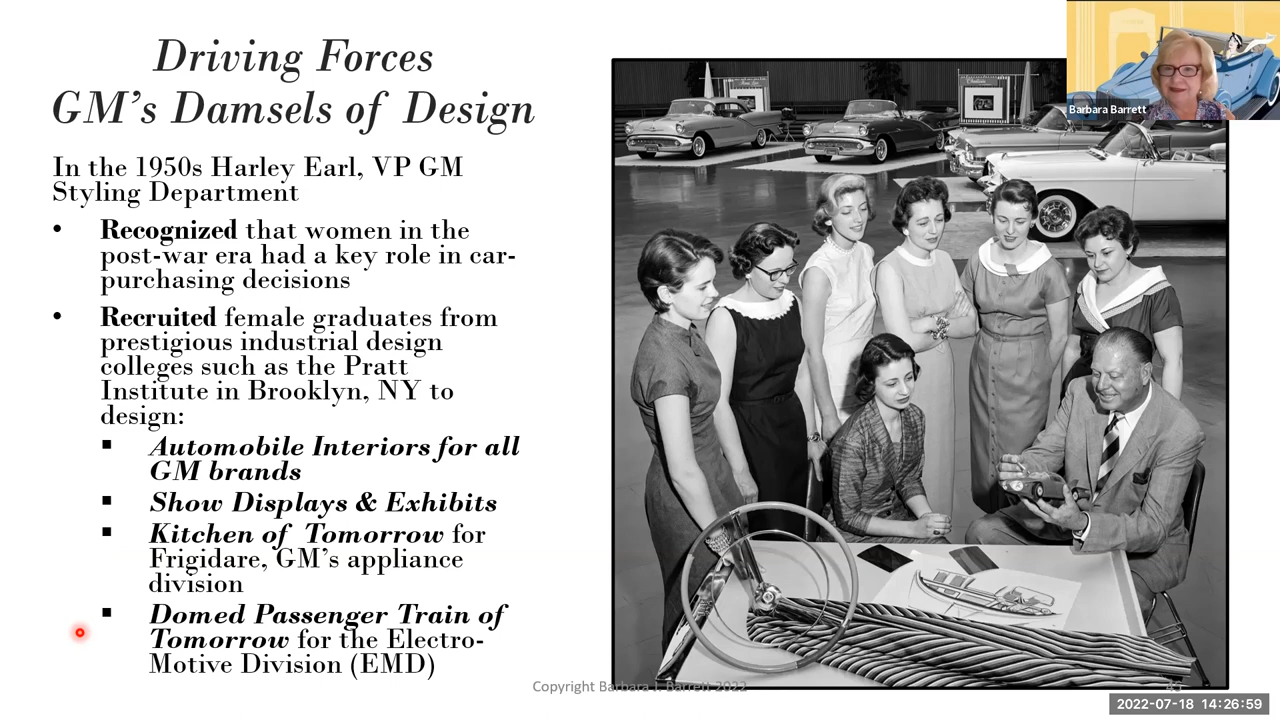 Driving Forces
GM's Damsels of Design
In the 1950s Harley Earl, VP GM
Styling Department
• Recognized that women in the
post-war era had a key role in car-
purchasing decisions
• Recruited female graduates from
prestigious industrial design
colleges such as the Pratt
Institute in Brooklyn, NY to
design:
▪ Automobile Interiors for all
GM brands
▪ Show Displays & Exhibits
▪ Kitchen of Tomorrow for
Frigidare, GM's appliance
division
▪ Domed Passenger Train of
Tomorrow for the Electro-
Motive Division (EMD)
Barbara Barrett
Copyright Barbara J. Barrett 2022
2022-07-18 14:26:59